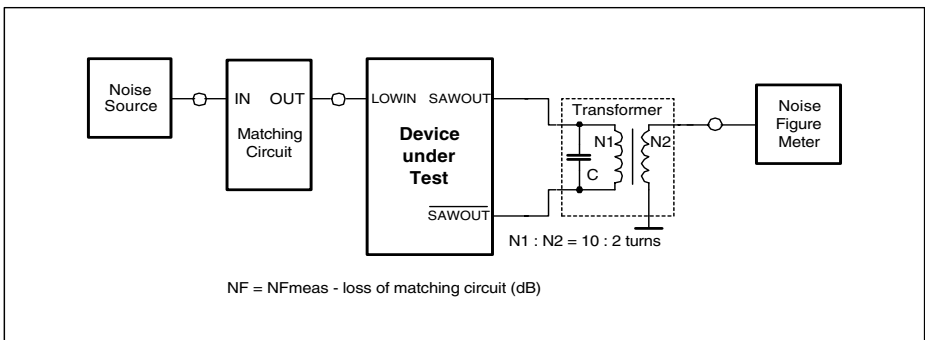 Noise
Source
IN OUT
Matching
Circuit
LOWIN SAWOUT
Device
under
Test
SAWOUT
Transformer
N1 N2
C
Noise
Figure
Meter
N1 : N2 = 10 : 2 turns
NF = NFmeas - loss of matching circuit (dB)